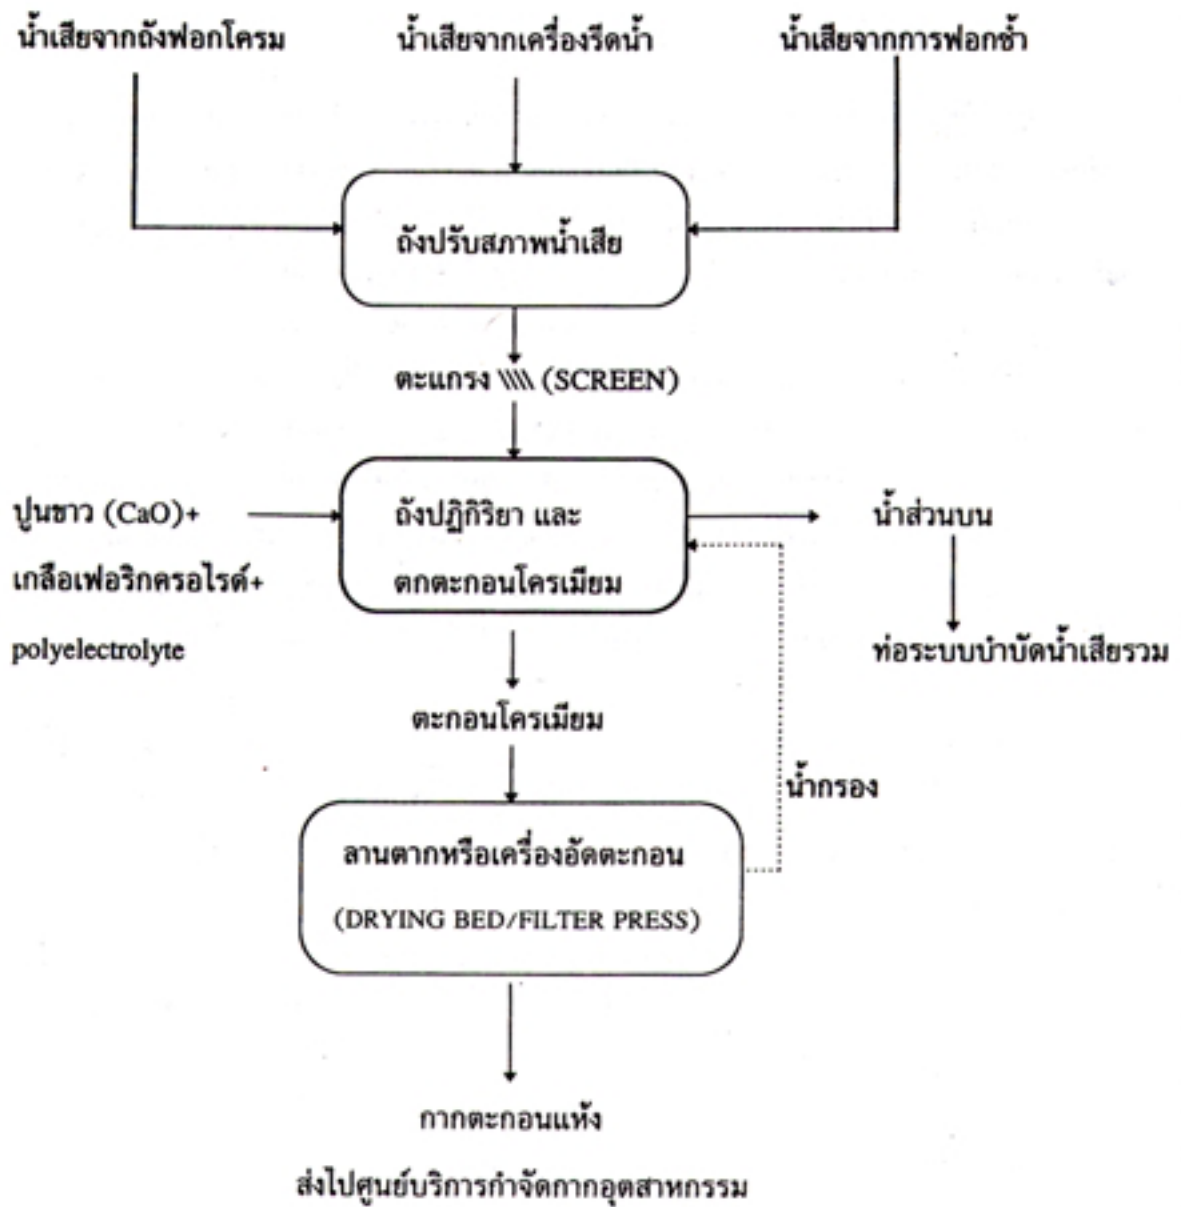 น้ำเสียจากถังฟอกโครม
น้ำเสียจากเครื่องรีดน้ำ
น้ำเสียจากการฟอกซ้ำ
ถังปรับสภาพน้ำเสีย
ตะแกรง \\\\ (SCREEN)
ปูนขาว (CaO)+
เกลือเฟอริกครอไรด์+
polyelectrolyte
ถังปฏิกิริยา และ
ตกตะกอนโครเมียม
น้ำส่วนบน
ท่อระบบบำบัดน้ำเสียรวม
ตะกอนโครเมียม
น้ำกรอง
ลานตากหรือเครื่องอัดตะกอน
(DRYING BED/FILTER PRESS)
กากตะกอนแห้ง
ส่งไปศูนย์บริการกำจัดกากอุตสาหกรรม